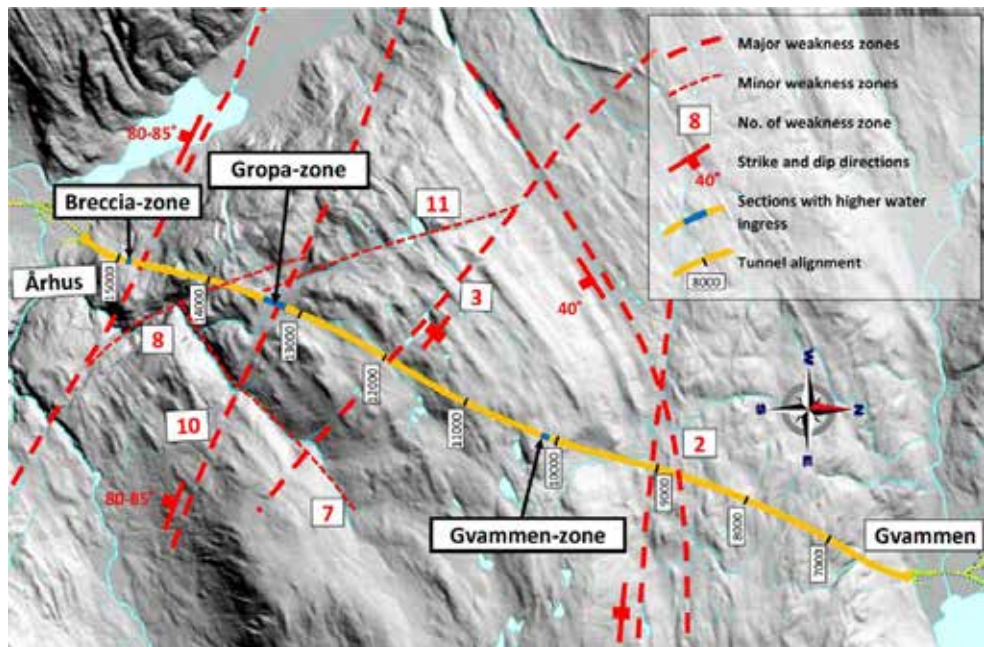 Major weakness zones
Minor weakness zones
8
No. of weakness zone
Strike and dip directions
40°
Sections with higher water
ingress
8000
Tunnel alignment
80-85°
Gropa-zone
Breccia-zone
11
Århus
15000
14000
13000
12000
11000
10000
9000
8000
7000
3
40°
8
10
2
7
80-85°
Gvammen-zone
Gvammen
W
S
N
E